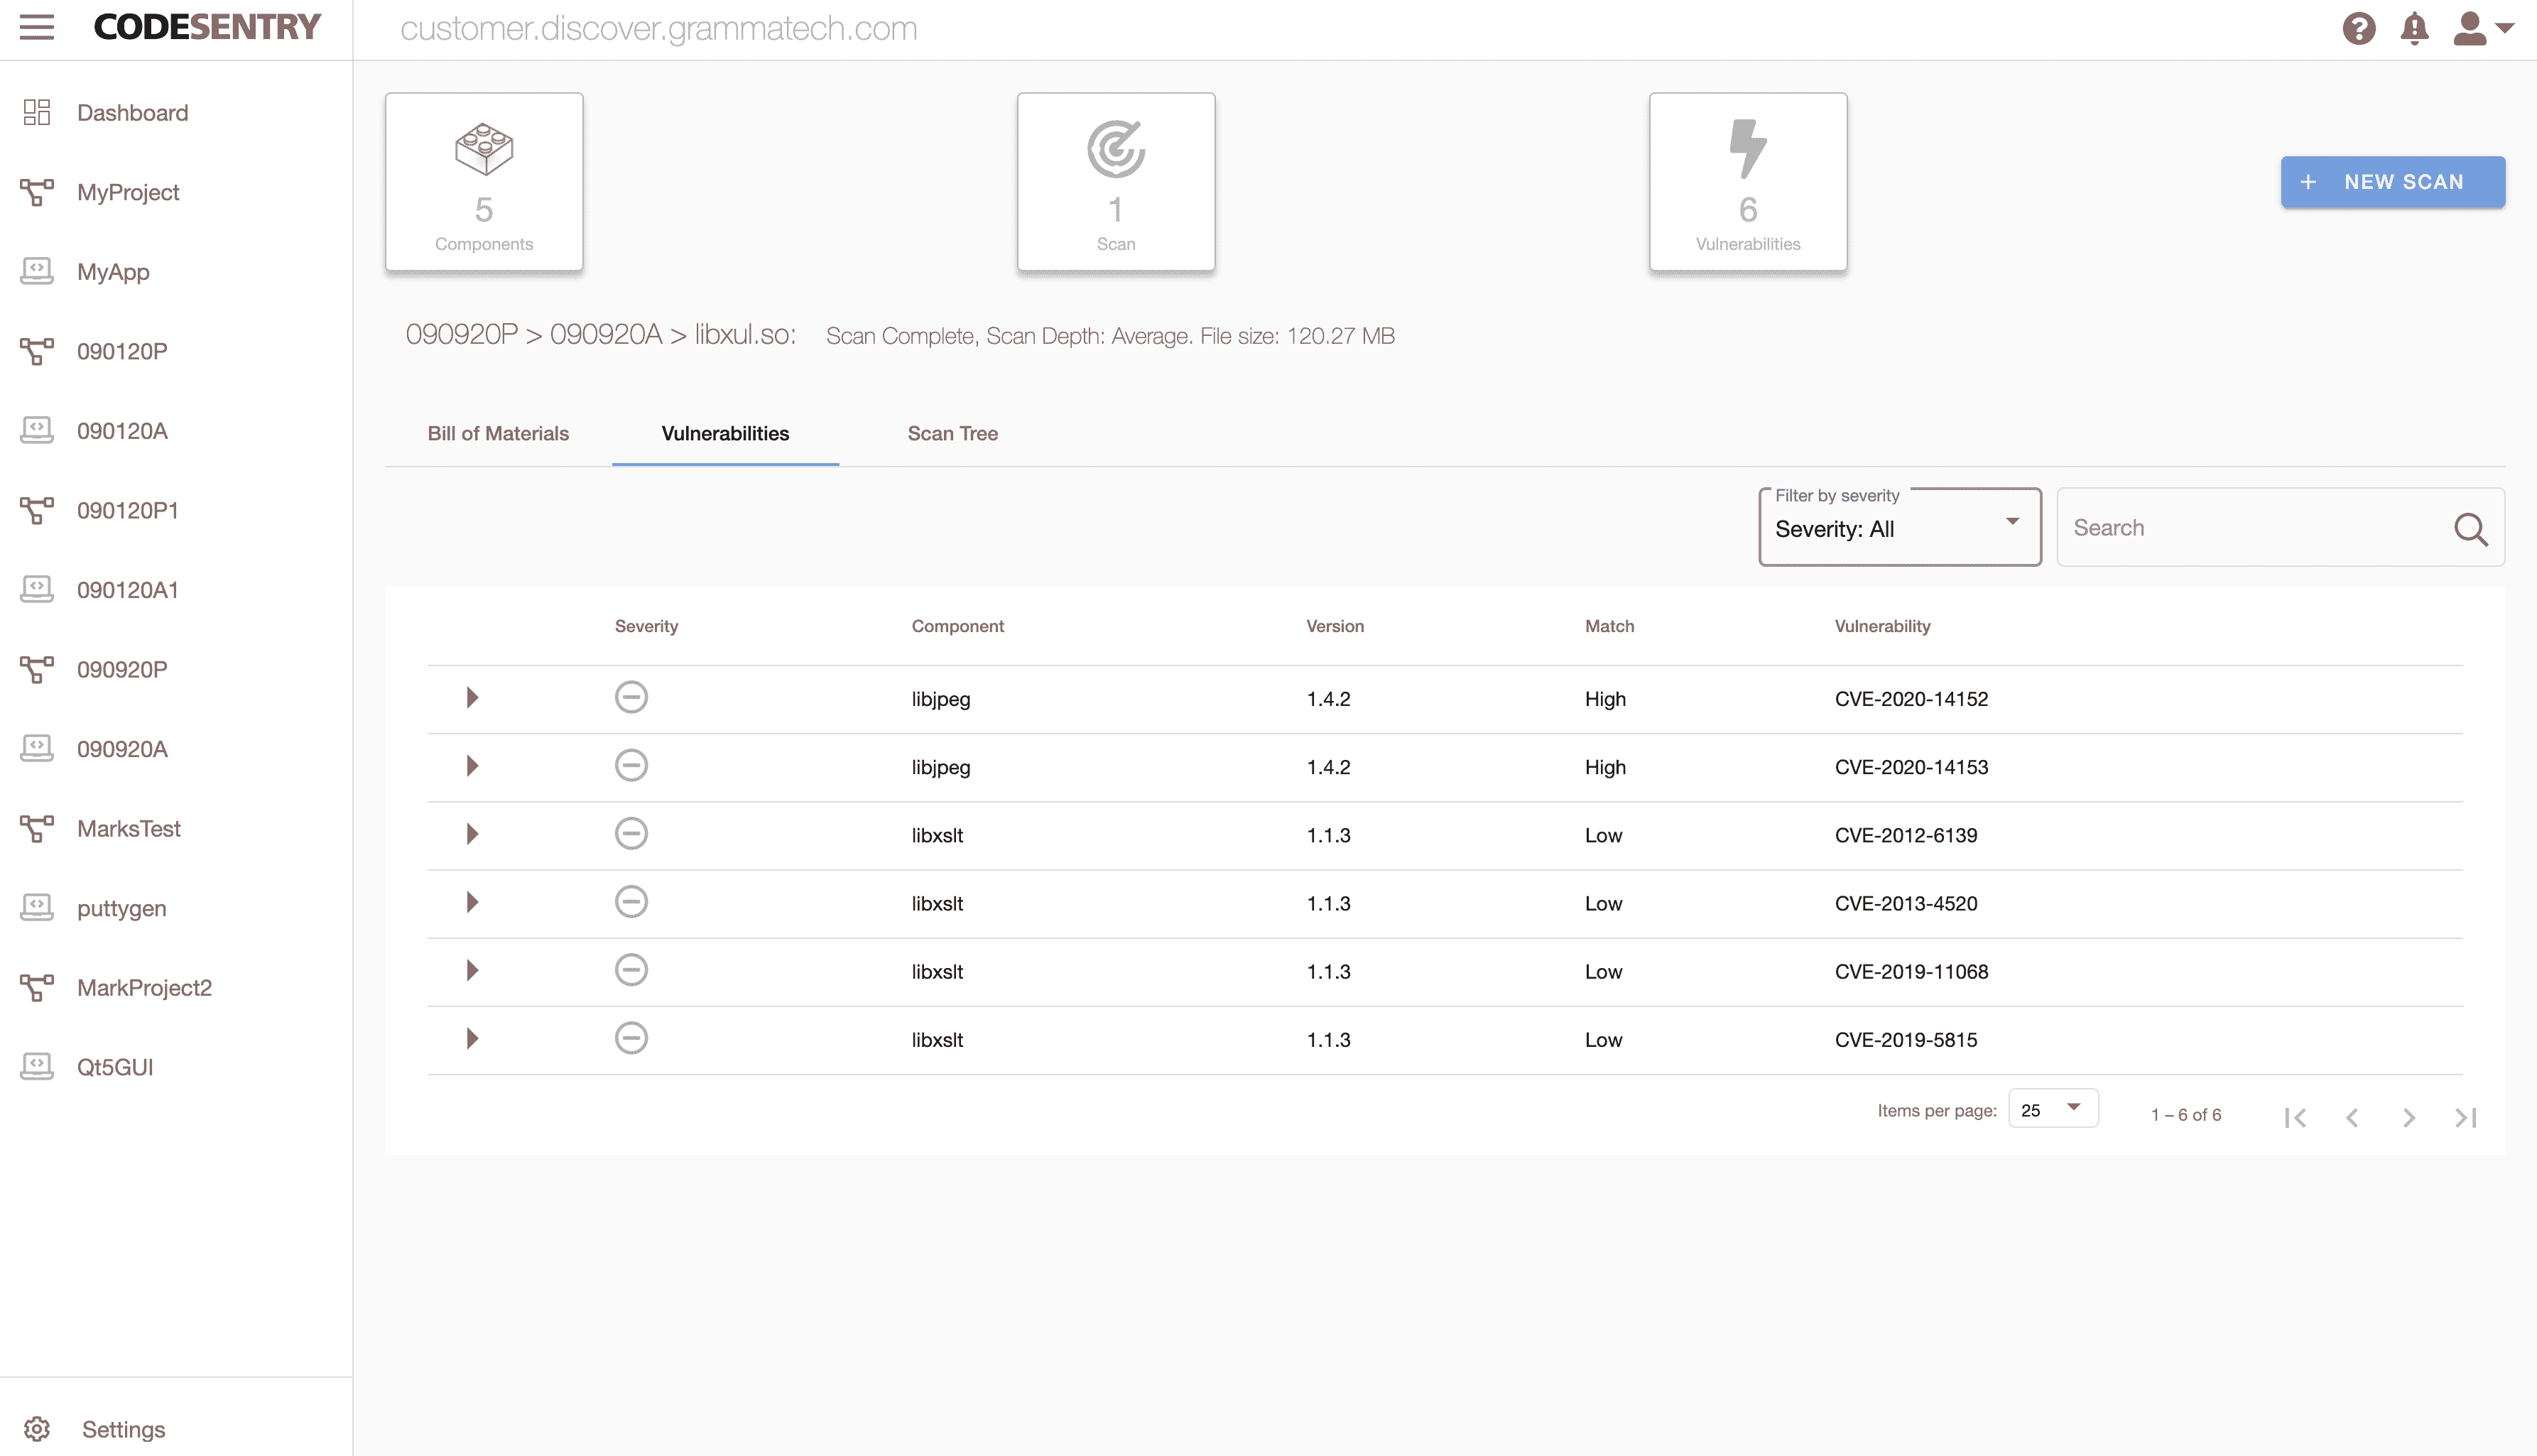 CODESENTRY
customer.discover.grammatech.com
Dashboard
MyProject
MyApp
090120P
090120A
090120P1
090120A1
090920P
090920A
MarksTest
puttygen
MarkProject2
Qt5GUI
Settings
5
Components
1
Scan
6
Vulnerabilities
+ NEW SCAN
090920P > 090920A > libxul.so: Scan Complete, Scan Depth: Average. File size: 120.27 MB
Bill of Materials Vulnerabilities Scan Tree
Filter by severity
Severity: All
Search
Severity Component Version Match Vulnerability
libjpeg 1.4.2 High CVE-2020-14152
libjpeg 1.4.2 High CVE-2020-14153
libxslt 1.1.3 Low CVE-2012-6139
libxslt 1.1.3 Low CVE-2013-4520
libxslt 1.1.3 Low CVE-2019-11068
libxslt 1.1.3 Low CVE-2019-5815
Items per page: 25 1 – 6 of 6